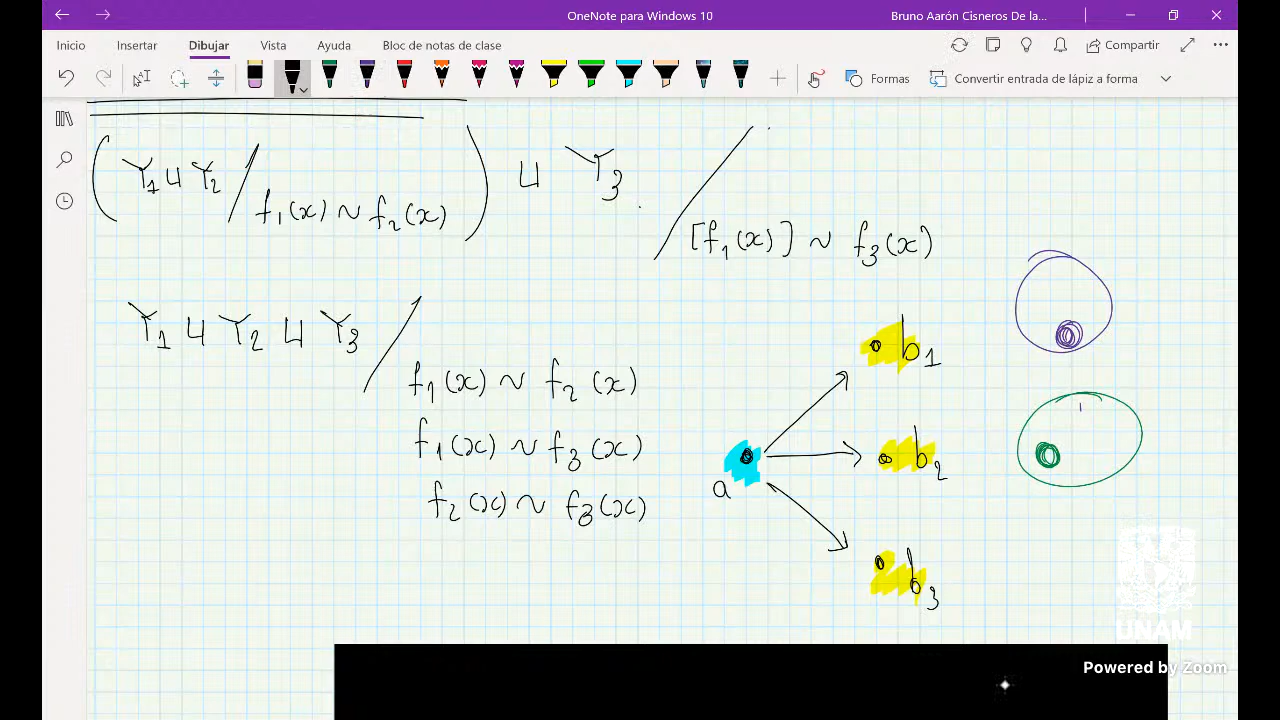 OneNote para Windows 10
Bruno Aarón Cisneros De la...
Inicio Insertar Dibujar Vista Ayuda Bloc de notas de clase
Compartir
Formas
Convertir entrada de lápiz a forma
(Y₁ ⊔ Y₂ / f₁(x) ~ f₂(x)) ⊔ Y₃ / [f₁(x)] ~ f₃(x)
Y₁ ⊔ Y₂ ⊔ Y₃ /
f₁(x) ~ f₂(x)
f₁(x) ~ f₃(x)
f₂(x) ~ f₃(x)
b₁
a
b₂
b₃
UNAM
Powered by Zoom